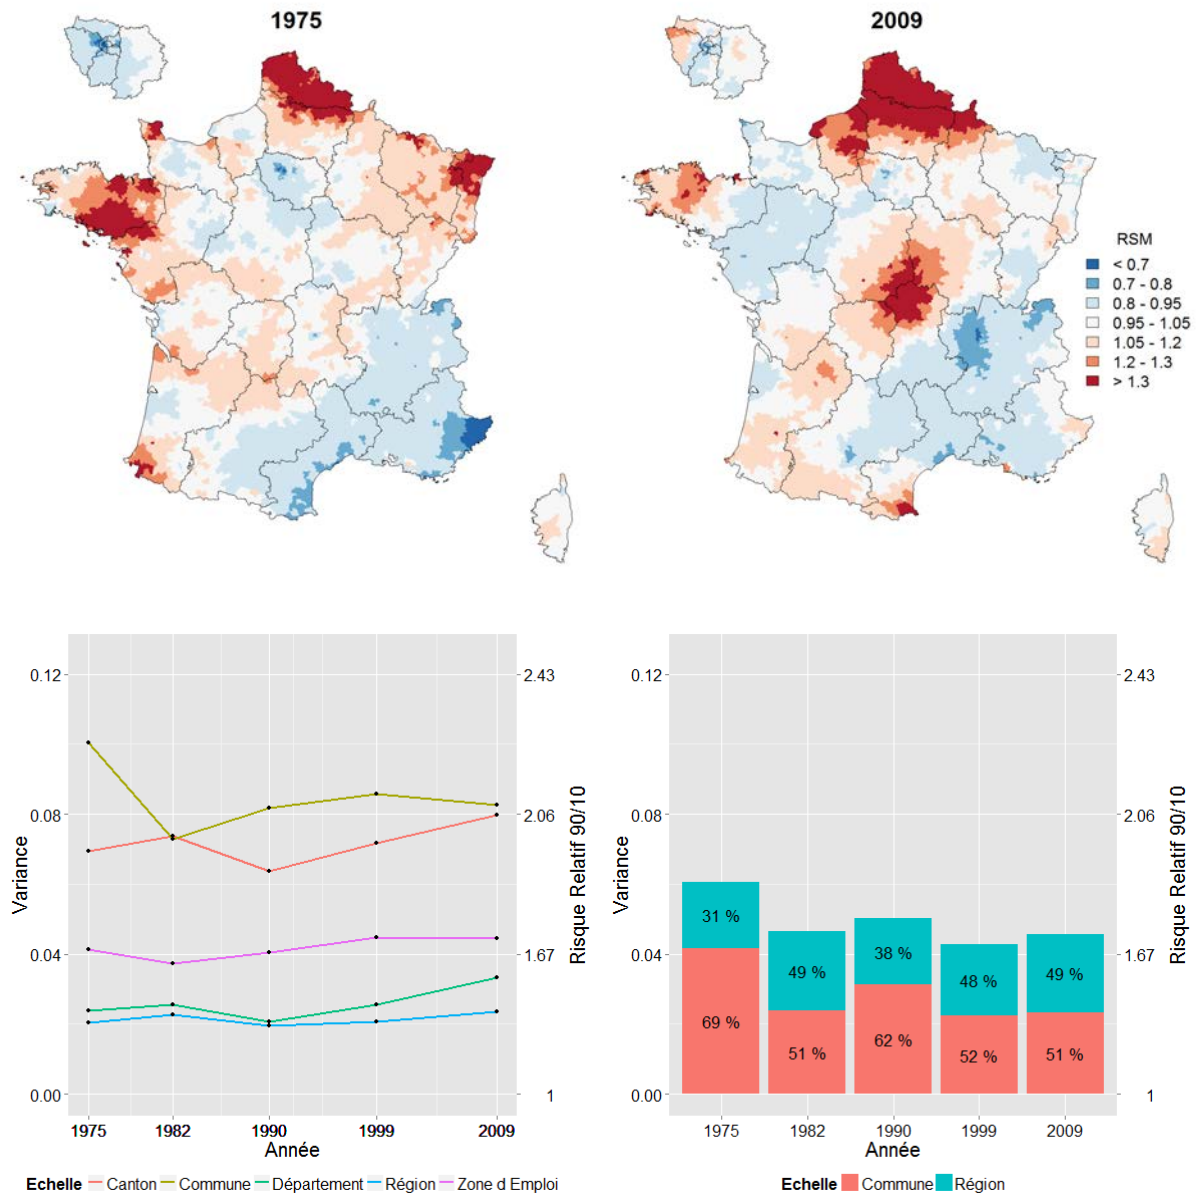 1975
2009
RSM
< 0.7
0.7 - 0.8
0.8 - 0.95
0.95 - 1.05
1.05 - 1.2
1.2 - 1.3
> 1.3
Variance
0.12
0.08
0.04
0.00
2.43
2.06
1.67
1
Risque Relatif 90/10
1975
1982
1990
1999
2009
Année
Echelle Canton Commune Département Région Zone d Emploi
Variance
0.12
0.08
0.04
0.00
31 %
69 %
49 %
51 %
38 %
62 %
48 %
52 %
49 %
51 %
2.43
2.06
1.67
1
Risque Relatif 90/10
1975
1982
1990
1999
2009
Année
Echelle Commune Région